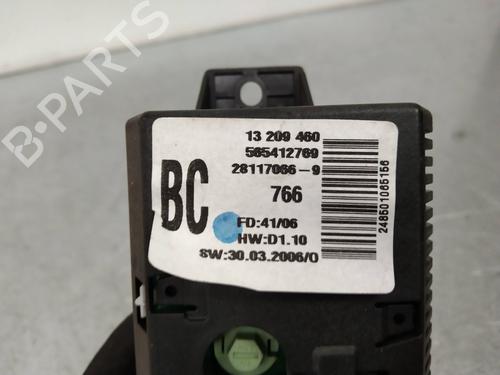 13 209 460
565412769
28117066-9
766
BC
FD:41/06
HW:D1.10
SW:30.03.2006/0
248501065156
B-PARTS